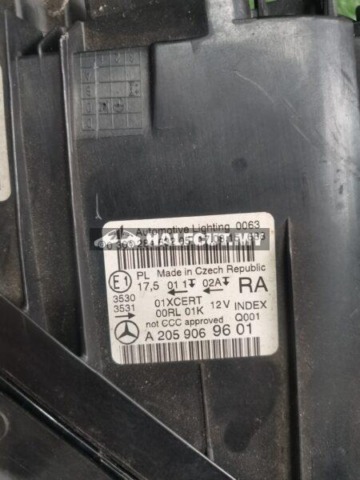 Automotive Lighting 0063
HALFCUT.MY
E1 PL Made in Czech Republic
17,5 01 1 02A RA
3530
3531 01XCERT 12V INDEX
00RL 01K Q001
not CCC approved
A 205 906 96 01